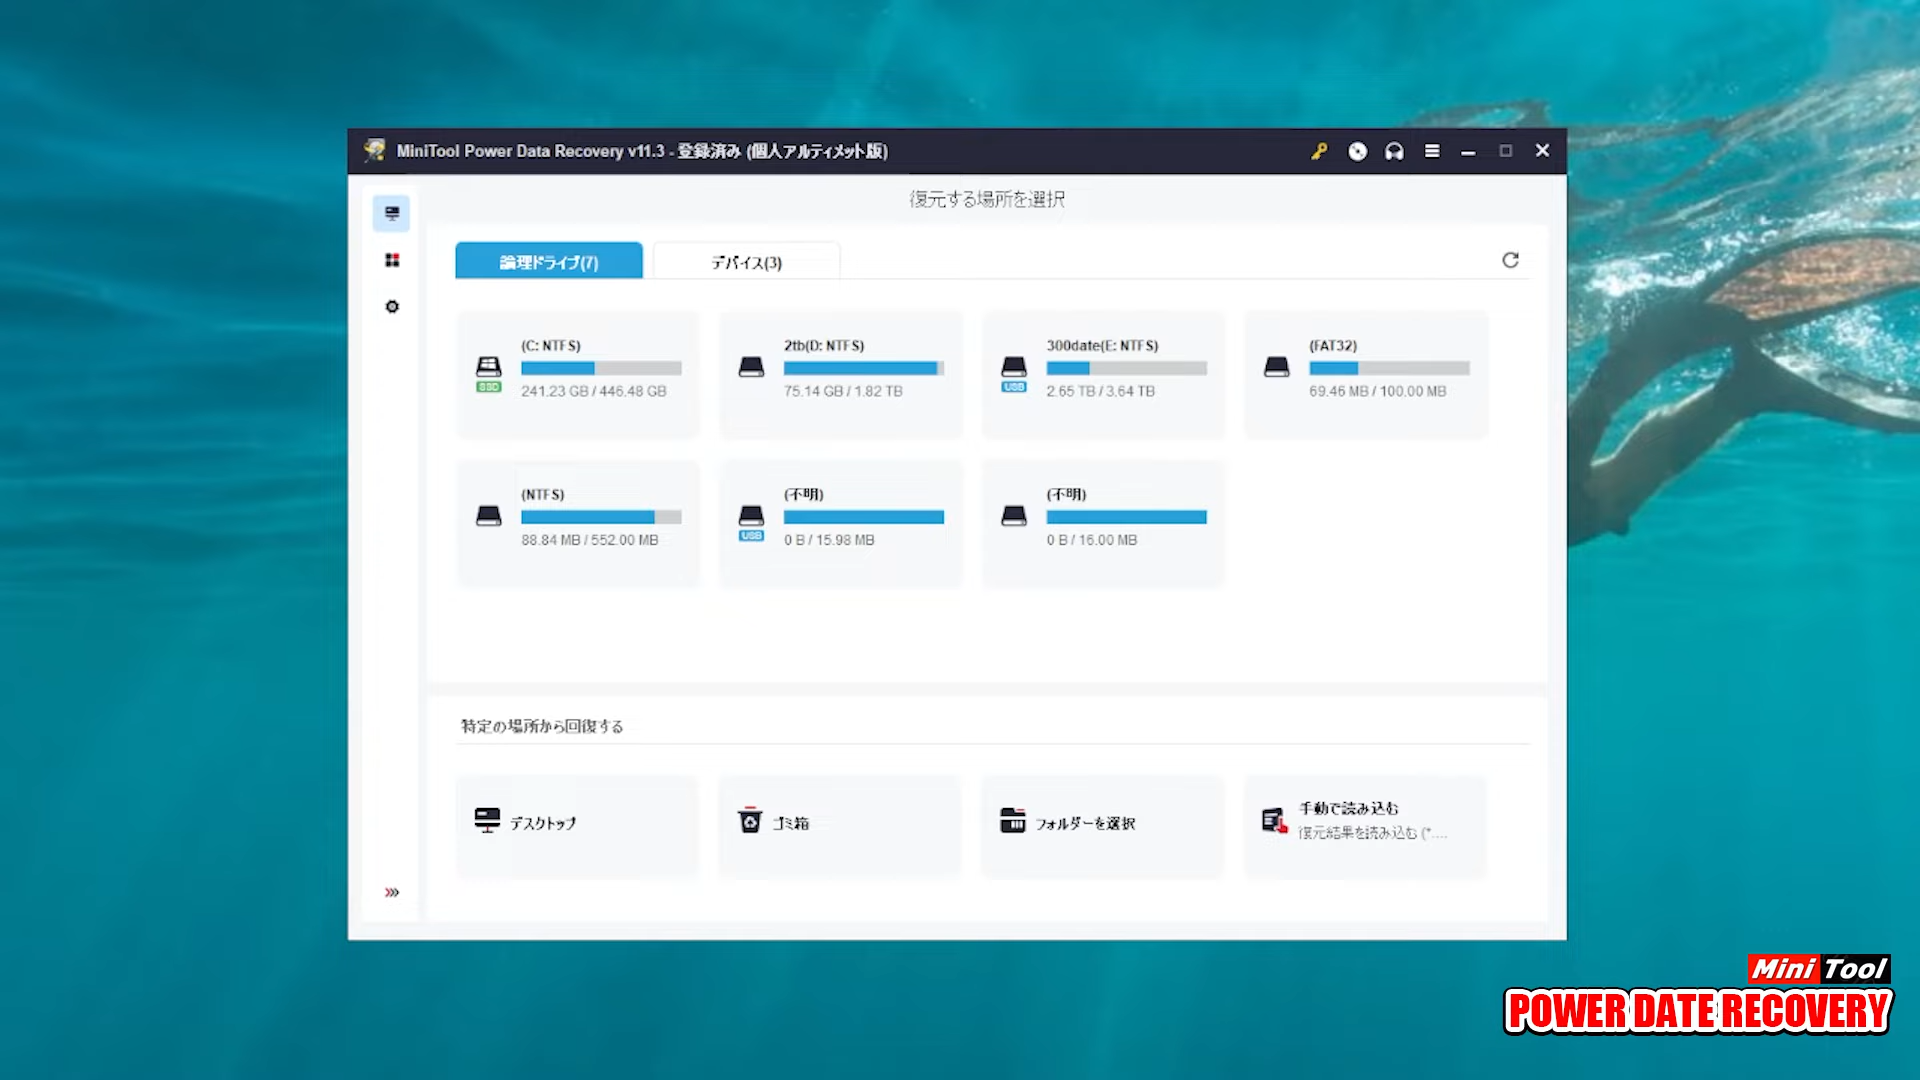 MiniTool Power Data Recovery v11.3 - 登録済み (個人アルティメット版)
復元する場所を選択
論理ドライブ(7)
デバイス(3)
(C: NTFS)
SSD
241.23 GB / 446.48 GB
2tb(D: NTFS)
75.14 GB / 1.82 TB
300date(E: NTFS)
USB
2.65 TB / 3.64 TB
(FAT32)
69.46 MB / 100.00 MB
(NTFS)
88.84 MB / 552.00 MB
(不明)
USB
0 B / 15.98 MB
(不明)
0 B / 16.00 MB
特定の場所から回復する
デスクトップ
ゴミ箱
フォルダーを選択
手動で読み込む
復元結果を読み込む (*....
Mini Tool
POWER DATE RECOVERY